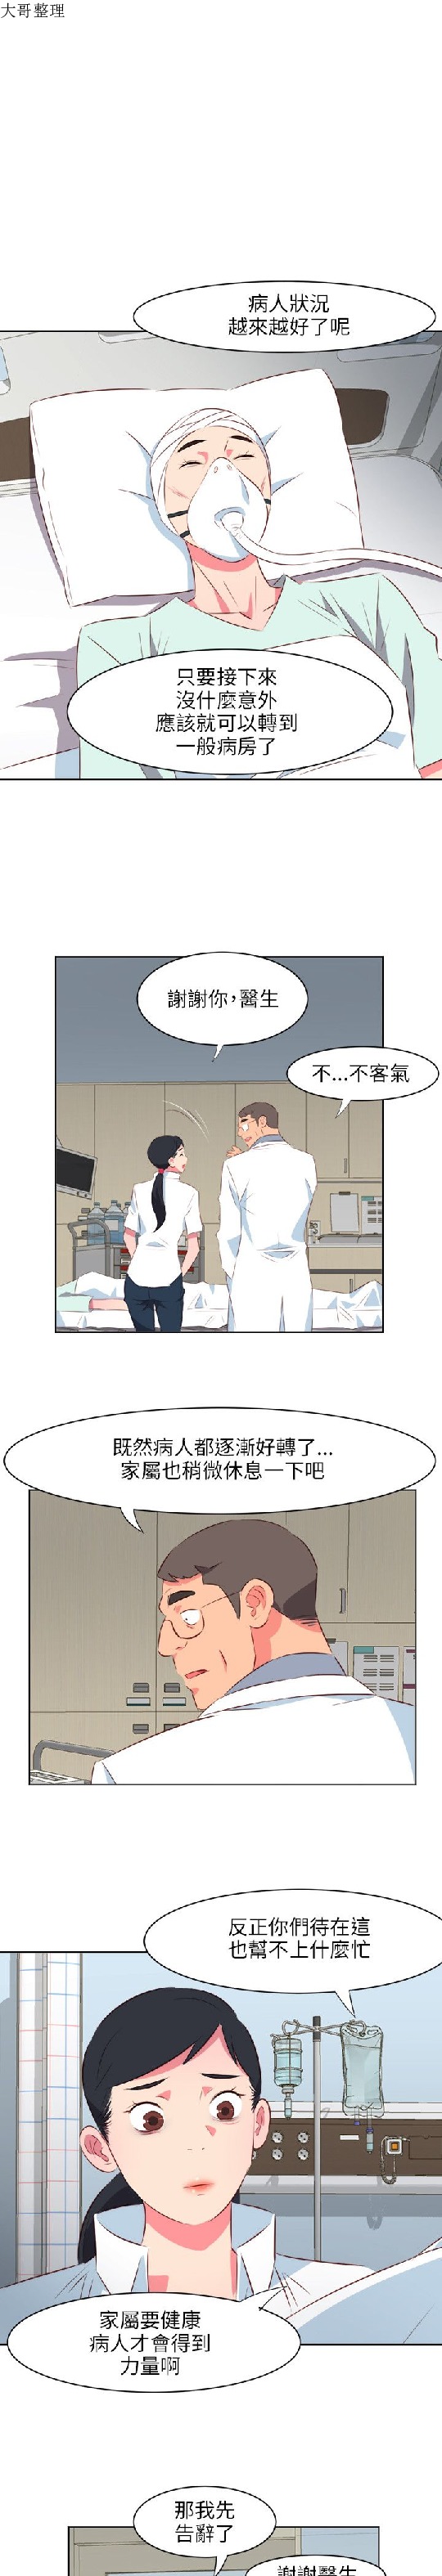 大哥整理
病人狀況
越來越好了呢
只要接下來
沒什麼意外
應該就可以轉到
一般病房了
謝謝你，醫生
不…不客氣
既然病人都逐漸好轉了…
家屬也稍微休息一下吧
反正你們待在這
也幫不上什麼忙
家屬要健康
病人才會得到
力量啊
那我先
告辭了
謝謝醫生